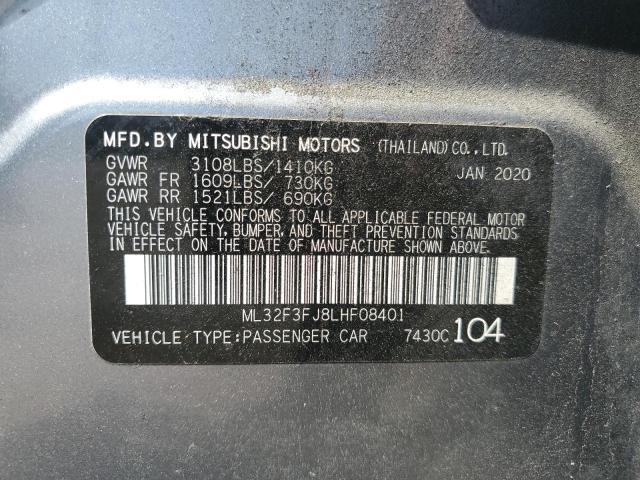 MFD.BY MITSUBISHI MOTORS (THAILAND)CO.,LTD.
GVWR 3108LBS/1410KG JAN 2020
GAWR FR 1609LBS/ 730KG
GAWR RR 1521LBS/ 690KG
THIS VEHICLE CONFORMS TO ALL APPLICABLE FEDERAL MOTOR
VEHICLE SAFETY, BUMPER, AND THEFT PREVENTION STANDARDS
IN EFFECT ON THE DATE OF MANUFACTURE SHOWN ABOVE.
ML32F3FJ8LHF08401
VEHICLE TYPE:PASSENGER CAR 7430C 104